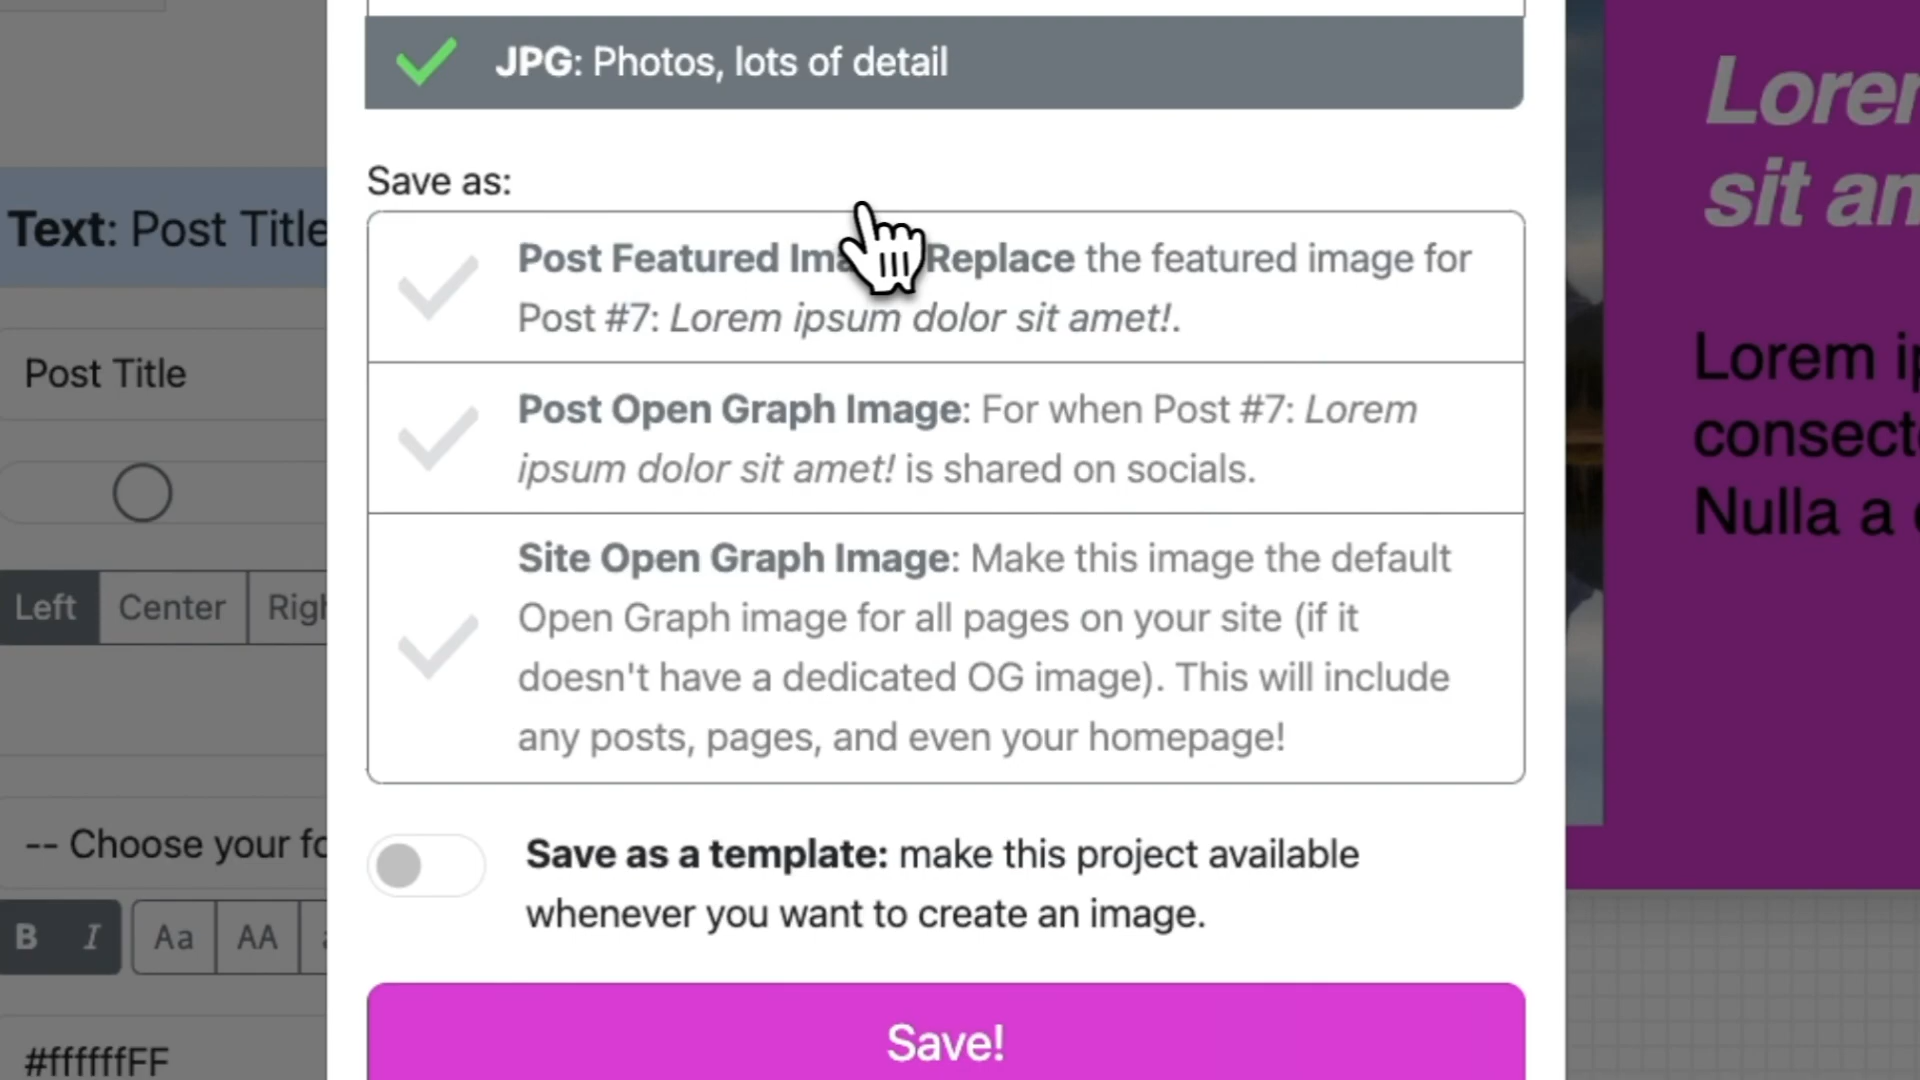 JPG: Photos, lots of detail
Save as:
Post Featured Replace the featured image for
Post #7: Lorem ipsum dolor sit amet!.
Post Open Graph Image: For when Post #7: Lorem
ipsum dolor sit amet! is shared on socials.
Site Open Graph Image: Make this image the default
Open Graph image for all pages on your site (if it
doesn't have a dedicated OG image). This will include
any posts, pages, and even your homepage!
Save as a template: make this project available
whenever you want to create an image.
Save!
Text: Post Title
Post Title
Left Center
-- Choose your
B I Aa AA
#ffffffFF
sit
Lorem
Nulla a